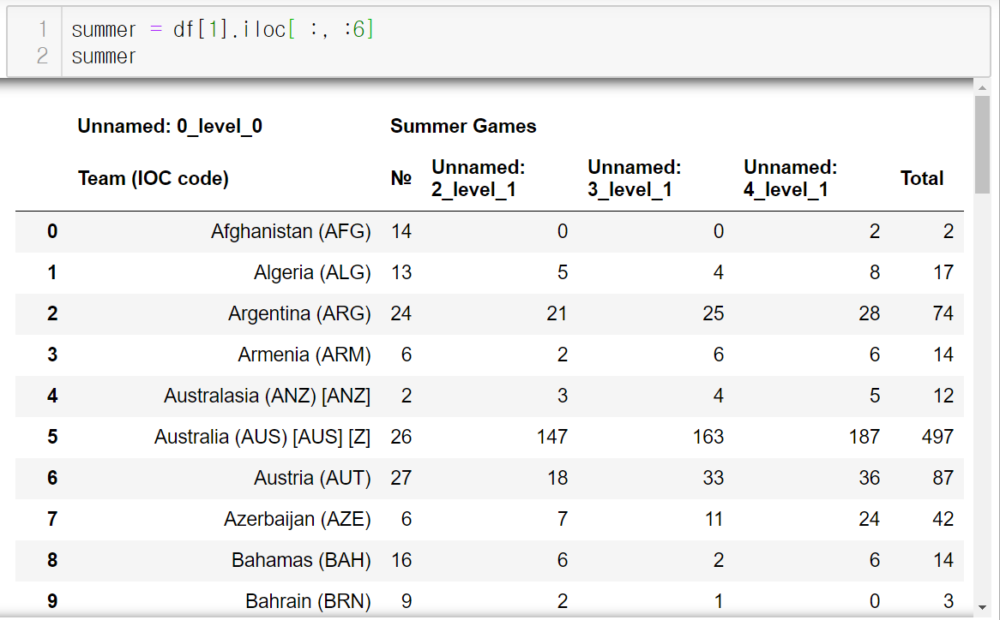 1 summer = df[1].iloc[ :, :6]
2 summer
Unnamed: 0_level_0 Summer Games
Team (IOC code) № Unnamed: 2_level_1 Unnamed: 3_level_1 Unnamed: 4_level_1 Total
0 Afghanistan (AFG) 14 0 0 2 2
1 Algeria (ALG) 13 5 4 8 17
2 Argentina (ARG) 24 21 25 28 74
3 Armenia (ARM) 6 2 6 6 14
4 Australasia (ANZ) [ANZ] 2 3 4 5 12
5 Australia (AUS) [AUS] [Z] 26 147 163 187 497
6 Austria (AUT) 27 18 33 36 87
7 Azerbaijan (AZE) 6 7 11 24 42
8 Bahamas (BAH) 16 6 2 6 14
9 Bahrain (BRN) 9 2 1 0 3